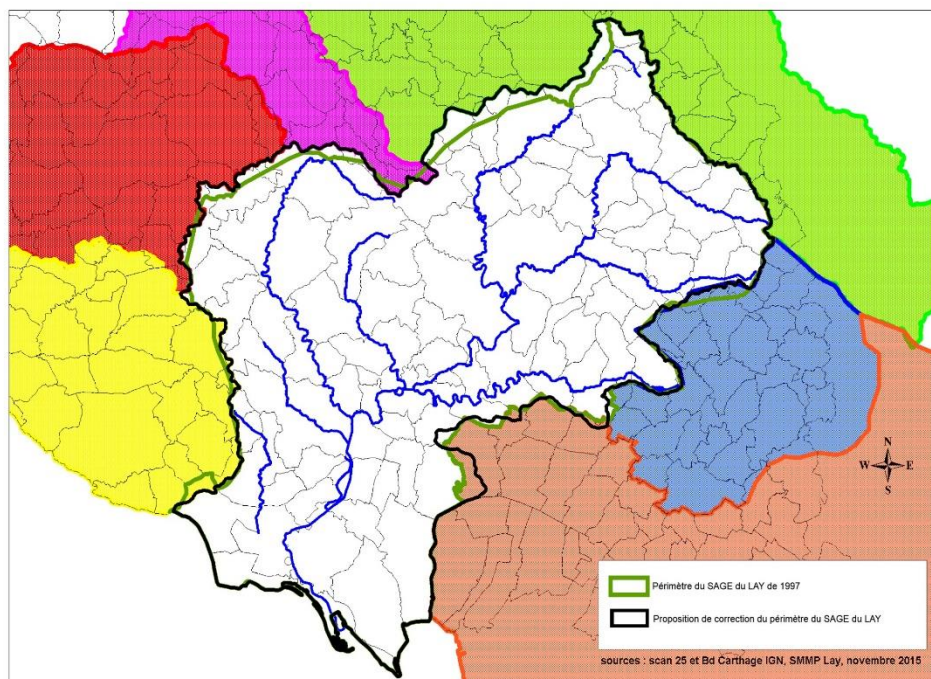 N
W E
S
Périmètre du SAGE du LAY de 1997
Proposition de correction du périmètre du SAGE du LAY
sources : scan 25 et Bd Carthage IGN, SMMP Lay, novembre 2015